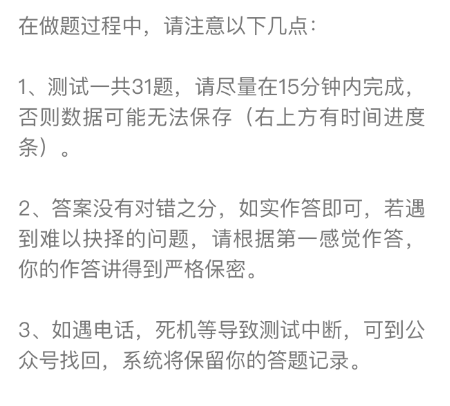 在做题过程中，请注意以下几点：
1、测试一共31题，请尽量在15分钟内完成，
否则数据可能无法保存（右上方有时间进度
条）。
2、答案没有对错之分，如实作答即可，若遇
到难以抉择的问题，请根据第一感觉作答，
你的作答讲得到严格保密。
3、如遇电话，死机等导致测试中断，可到公
众号找回，系统将保留你的答题记录。